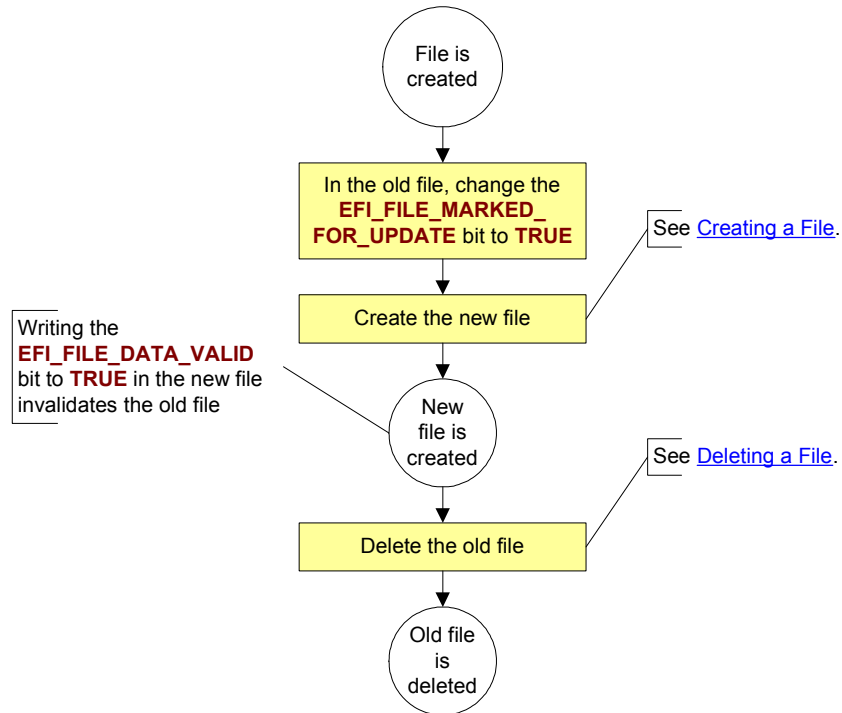 File is
created
In the old file, change the
EFI_FILE_MARKED_
FOR_UPDATE bit to TRUE
See Creating a File.
Create the new file
Writing the
EFI_FILE_DATA_VALID
bit to TRUE in the new file
invalidates the old file
New
file is
created
See Deleting a File.
Delete the old file
Old file
is
deleted